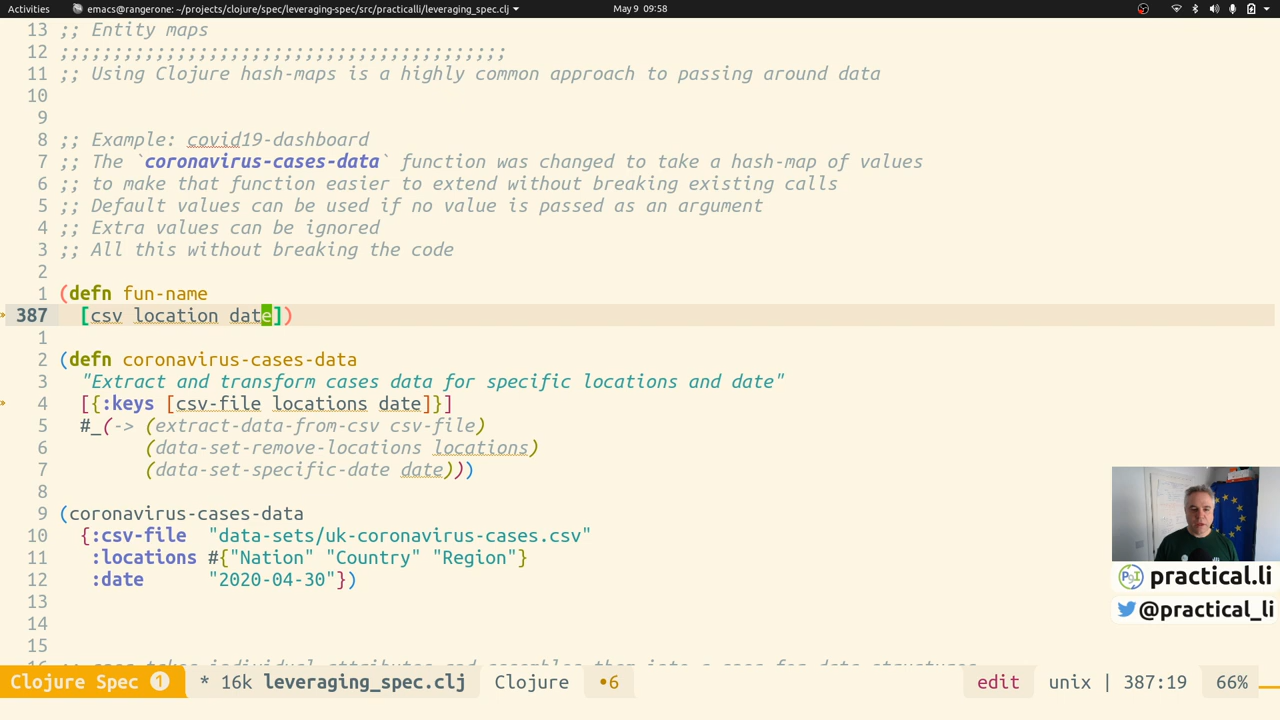 Activities emacs@rangerone: ~/projects/clojure/spec/leveraging-spec/src/practicalli/leveraging_spec.clj May 9 09:58
13 ;; Entity maps
12 ;;;;;;;;;;;;;;;;;;;;;;;;;;;;;;;;;;;;;;;;;;
11 ;; Using Clojure hash-maps is a highly common approach to passing around data
10
9
8 ;; Example: covid19-dashboard
7 ;; The `coronavirus-cases-data` function was changed to take a hash-map of values
6 ;; to make that function easier to extend without breaking existing calls
5 ;; Default values can be used if no value is passed as an argument
4 ;; Extra values can be ignored
3 ;; All this without breaking the code
2
1 (defn fun-name
387 [csv location date])
1
2 (defn coronavirus-cases-data
3 "Extract and transform cases data for specific locations and date"
4 [{:keys [csv-file locations date]}]
5 #_(-> (extract-data-from-csv csv-file)
6 (data-set-remove-locations locations)
7 (data-set-specific-date date)))
8
9 (coronavirus-cases-data
10 {:csv-file "data-sets/uk-coronavirus-cases.csv"
11 :locations #{"Nation" "Country" "Region"}
12 :date "2020-04-30"})
13
14
15
practical.li
@practical_li
Clojure Spec 1 * 16k leveraging_spec.clj Clojure •6 edit unix | 387:19 66%